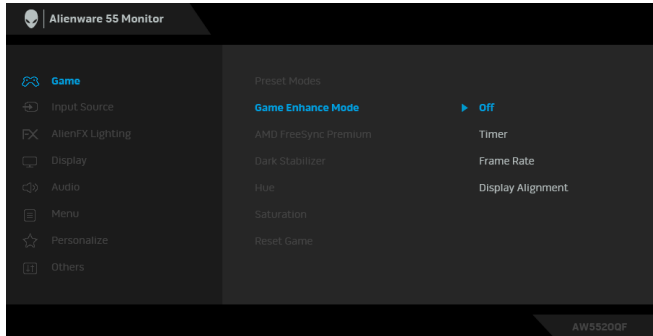 Alienware 55 Monitor
Game
Input Source
FX AlienFX Lighting
Display
Audio
Menu
Personalize
Others
Preset Modes
Game Enhance Mode
AMD FreeSync Premium
Dark Stabilizer
Hue
Saturation
Reset Game
Off
Timer
Frame Rate
Display Alignment
AW5520QF